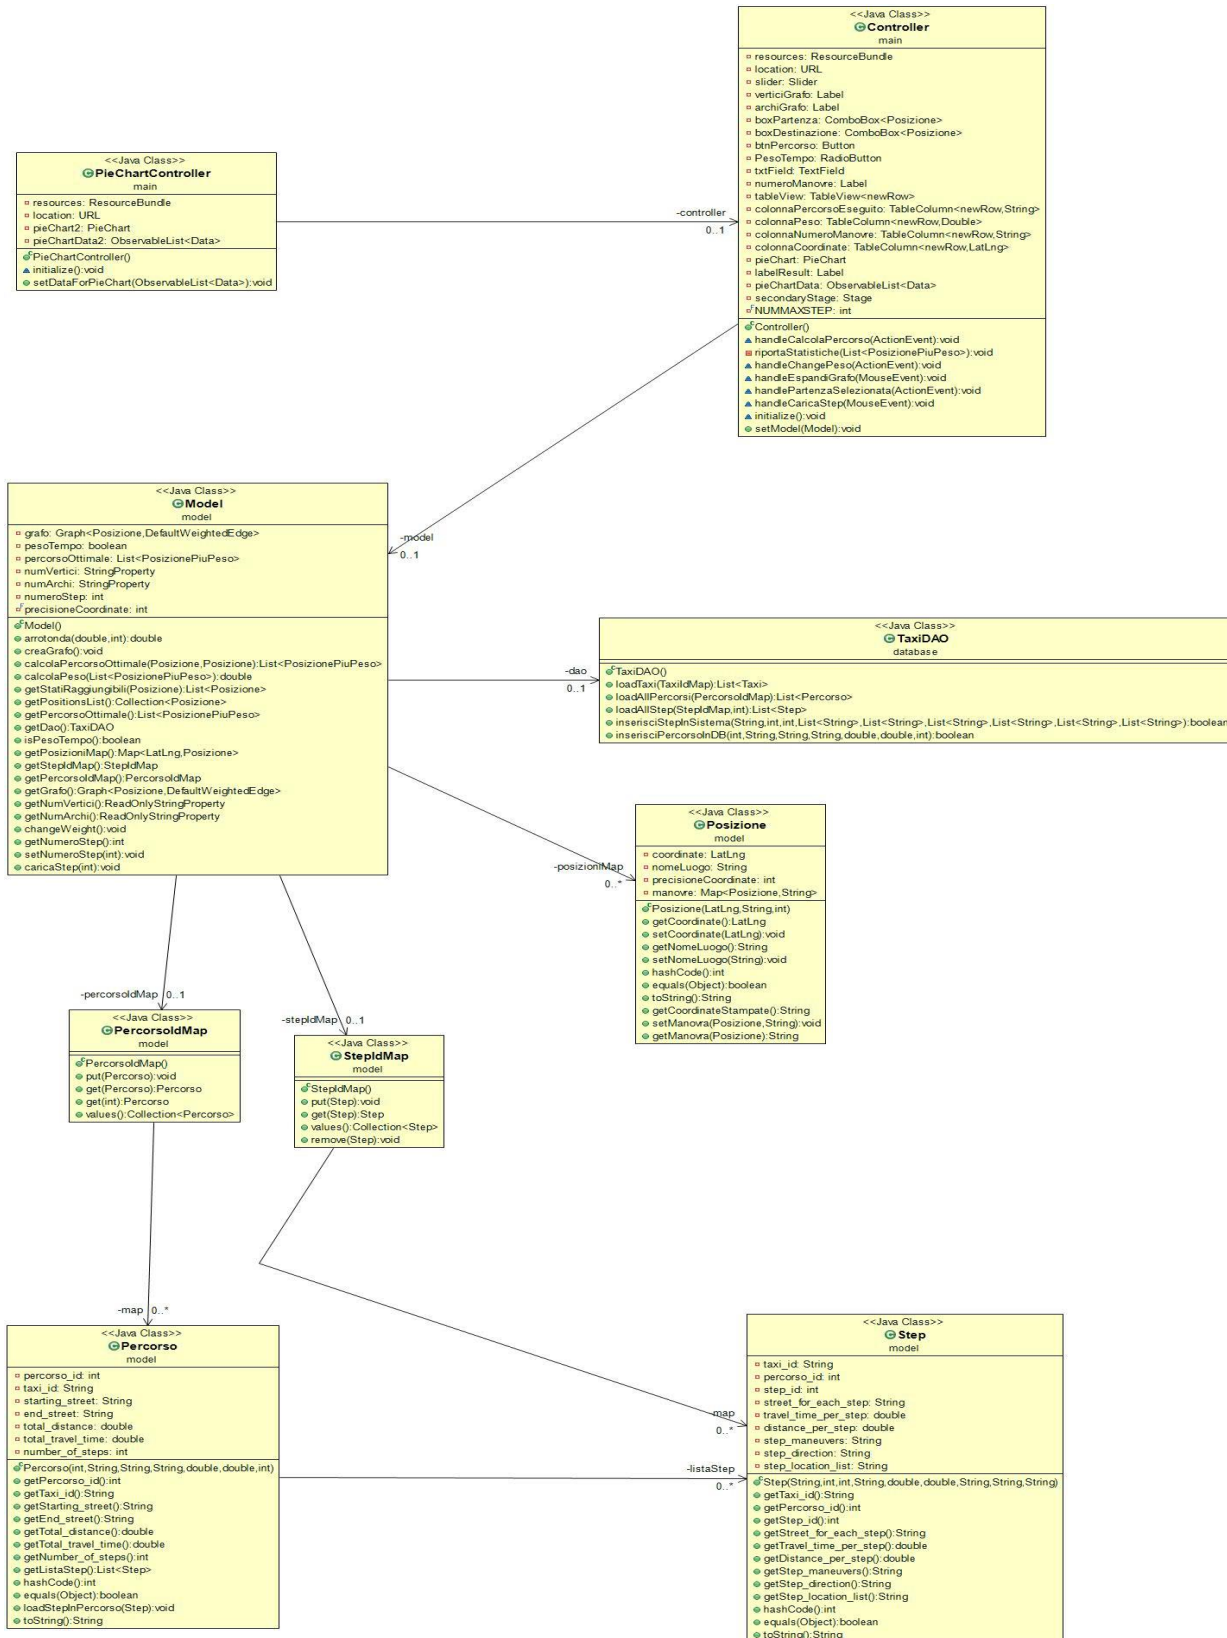 <<Java Class>>
Controller
main
resources: ResourceBundle
location: URL
slider: Slider
verticiGrafo: Label
archiGrafo: Label
boxPartenza: ComboBox<Posizione>
boxDestinazione: ComboBox<Posizione>
btnPercorso: Button
PesoTempo: RadioButton
txtField: TextField
numeroManovre: Label
tableView: TableView<newRow>
colonnaPercorsoEseguito: TableColumn<newRow,String>
colonnaPeso: TableColumn<newRow,Double>
colonnaNumeroManovre: TableColumn<newRow,String>
colonnaCoordinate: TableColumn<newRow,LatLng>
pieChart: PieChart
labelResult: Label
pieChartData: ObservableList<Data>
secondaryStage: Stage
NUMMAXSTEP: int
Controller()
handleCalcolaPercorso(ActionEvent):void
riportaStatistiche(List<PosizionePiuPeso>):void
handleChangePeso(ActionEvent):void
handleEspandiGrafo(MouseEvent):void
handlePartenzaSelezionata(ActionEvent):void
handleCaricaStep(MouseEvent):void
initialize():void
setModel(Model):void
<<Java Class>>
PieChartController
main
resources: ResourceBundle
location: URL
pieChart2: PieChart
pieChartData2: ObservableList<Data>
PieChartController()
initialize():void
setDataForPieChart(ObservableList<Data>):void
-controller
0..1
<<Java Class>>
Model
model
grafo: Graph<Posizione,DefaultWeightedEdge>
pesoTempo: boolean
percorsoOttimale: List<PosizionePiuPeso>
numVertici: StringProperty
numArchi: StringProperty
numeroStep: int
precisioneCoordinate: int
Model()
arrotonda(double,int):double
creaGrafo():void
calcolaPercorsoOttimale(Posizione,Posizione):List<PosizionePiuPeso>
calcolaPeso(List<PosizionePiuPeso>):double
getStatiRaggiungibili(Posizione):List<Posizione>
getPositionsList():Collection<Posizione>
getPercorsoOttimale():List<PosizionePiuPeso>
getDao():TaxiDAO
isPesoTempo():boolean
getPosizioniMap():Map<LatLng,Posizione>
getStepIdMap():StepIdMap
getPercorsoIdMap():PercorsoIdMap
getGrafo():Graph<Posizione,DefaultWeightedEdge>
getNumVertici():ReadOnlyStringProperty
getNumArchi():ReadOnlyStringProperty
changeWeight():void
getNumeroStep():int
setNumeroStep(int):void
caricaStep(int):void
-model
0..1
<<Java Class>>
TaxiDAO
database
TaxiDAO()
loadTaxi(TaxiIdMap):List<Taxi>
loadAllPercorsi(PercorsoIdMap):List<Percorso>
loadAllStep(StepIdMap,int):List<Step>
inserisciStepInSistema(String,int,int,List<String>,List<String>,List<String>,List<String>,List<String>,List<String>):boolean
inserisciPercorsoInDB(int,String,String,String,double,double,int):boolean
-dao
0..1
<<Java Class>>
Posizione
model
coordinate: LatLng
nomeLuogo: String
precisioneCoordinate: int
manovre: Map<Posizione,String>
Posizione(LatLng,String,int)
getCoordinate():LatLng
setCoordinate(LatLng):void
getNomeLuogo():String
setNomeLuogo(String):void
hashCode():int
equals(Object):boolean
toString():String
getCoordinateStampate():String
setManovra(Posizione,String):void
getManovra(Posizione):String
-posizioniMap
0..*
-percorsoIdMap 0..1
<<Java Class>>
PercorsoIdMap
model
PercorsoIdMap()
put(Percorso):void
get(Percorso):Percorso
get(int):Percorso
values():Collection<Percorso>
-stepIdMap 0..1
<<Java Class>>
StepIdMap
model
StepIdMap()
put(Step):void
get(Step):Step
values():Collection<Step>
remove(Step):void
-map 0..*
<<Java Class>>
Percorso
model
percorso_id: int
taxi_id: String
starting_street: String
end_street: String
total_distance: double
total_travel_time: double
number_of_steps: int
Percorso(int,String,String,String,double,double,int)
getPercorso_id():int
getTaxi_id():String
getStarting_street():String
getEnd_street():String
getTotal_distance():double
getTotal_travel_time():double
getNumber_of_steps():int
getListaStep():List<Step>
hashCode():int
equals(Object):boolean
loadStepInPercorso(Step):void
toString():String
-map
0..*
-listaStep
0..*
<<Java Class>>
Step
model
taxi_id: String
percorso_id: int
step_id: int
street_for_each_step: String
travel_time_per_step: double
distance_per_step: double
step_maneuvers: String
step_direction: String
step_location_list: String
Step(String,int,int,String,double,double,String,String,String)
getTaxi_id():String
getPercorso_id():int
getStep_id():int
getStreet_for_each_step():String
getTravel_time_per_step():double
getDistance_per_step():double
getStep_maneuvers():String
getStep_direction():String
getStep_location_list():String
hashCode():int
equals(Object):boolean
toString():String